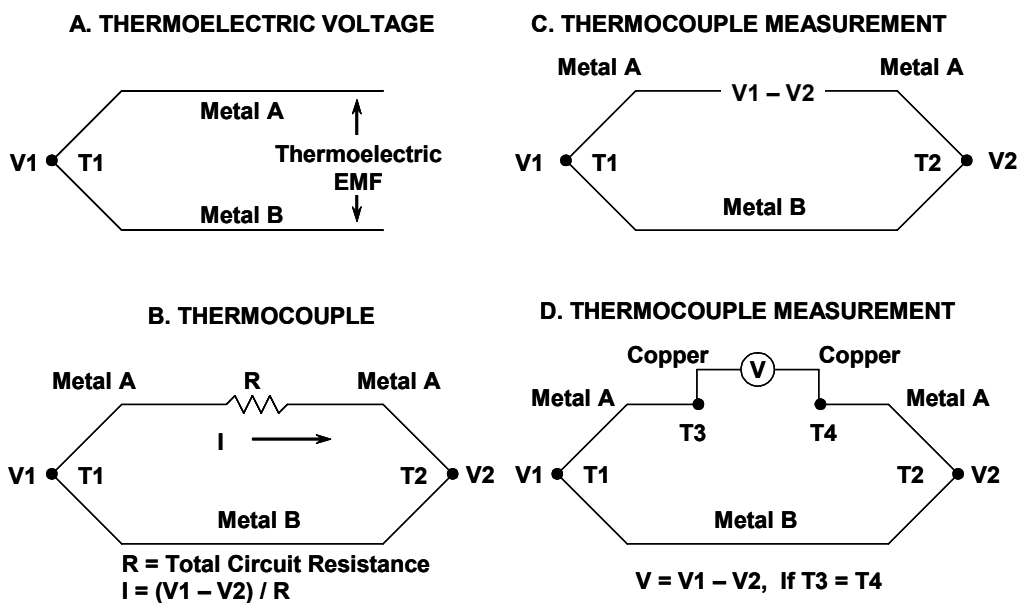 A. THERMOELECTRIC VOLTAGE
Metal A
V1
T1
Thermoelectric
EMF
Metal B
C. THERMOCOUPLE MEASUREMENT
Metal A
Metal A
V1 – V2
V1
T1
T2
V2
Metal B
B. THERMOCOUPLE
Metal A
R
Metal A
I
V1
T1
T2
V2
Metal B
R = Total Circuit Resistance
I = (V1 – V2) / R
D. THERMOCOUPLE MEASUREMENT
Copper
V
Copper
Metal A
Metal A
T3
T4
V1
T1
T2
V2
Metal B
V = V1 – V2, If T3 = T4